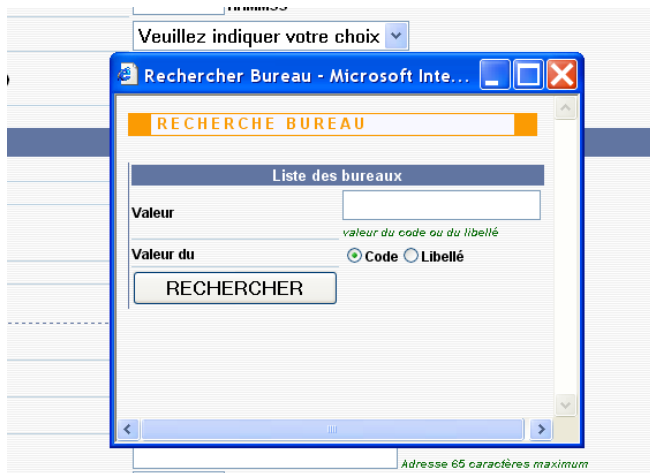 Veuillez indiquer votre choix
Rechercher Bureau - Microsoft Inte...
RECHERCHE BUREAU
Liste des bureaux
Valeur
valeur du code ou du libellé
Valeur du
Code Libellé
RECHERCHER
Adresse 65 caractères maximum